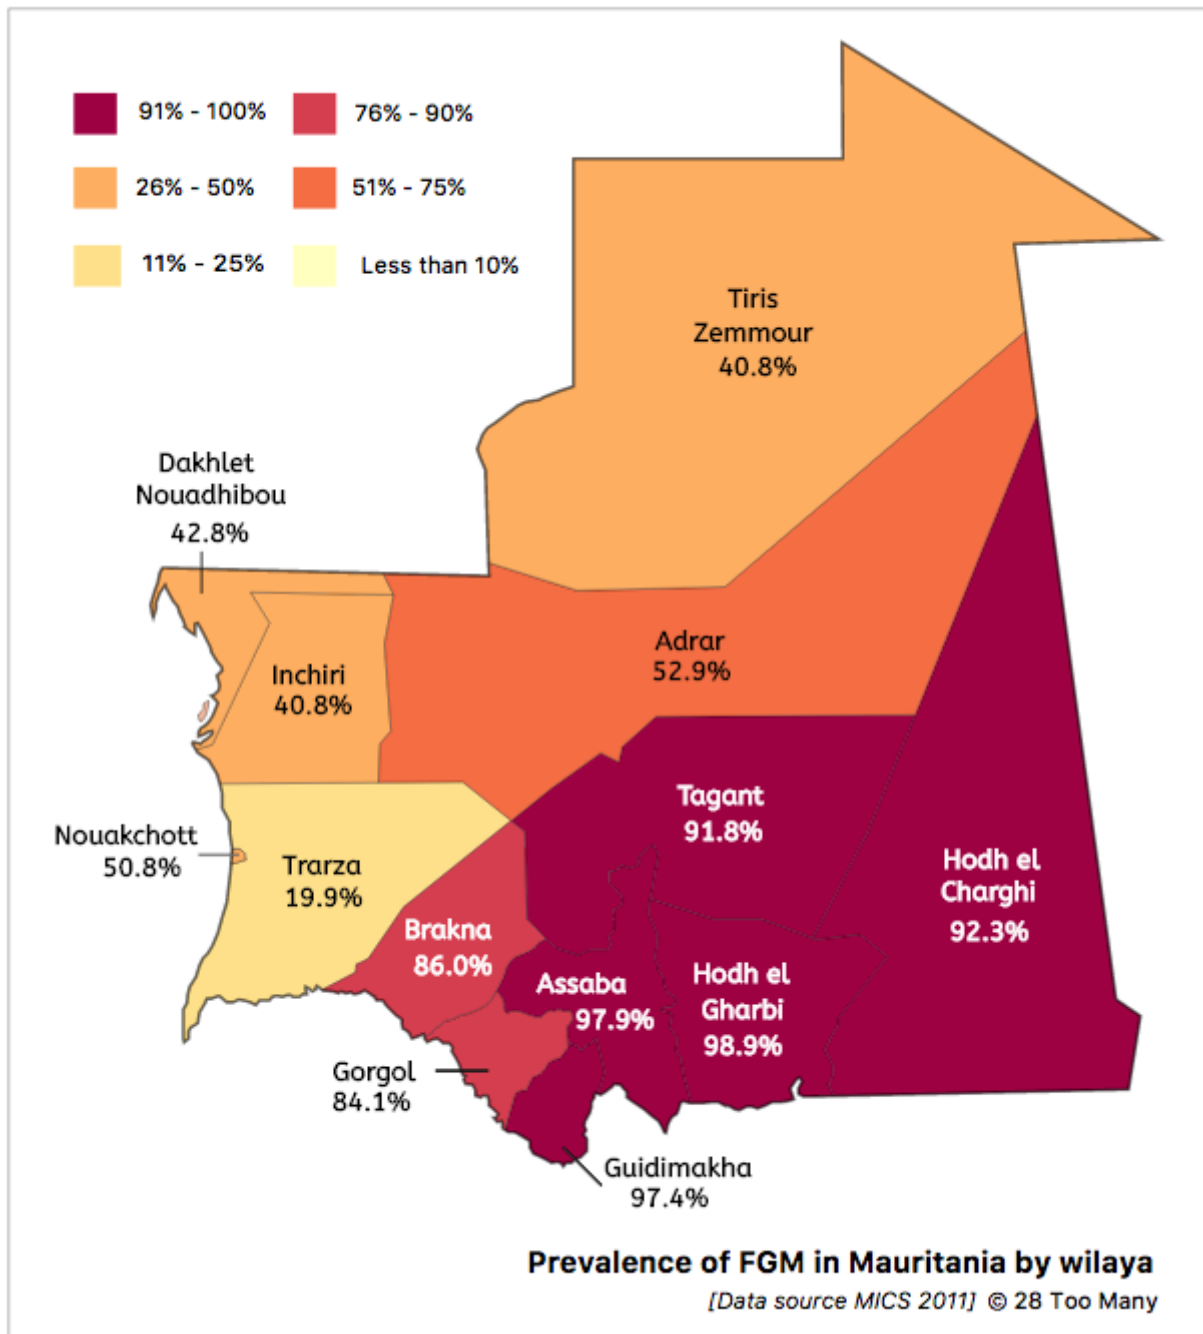 91% - 100%
76% - 90%
26% - 50%
51% - 75%
11% - 25%
Less than 10%
Tiris
Zemmour
40.8%
Dakhlet
Nouadhibou
42.8%
Adrar
52.9%
Inchiri
40.8%
Tagant
91.8%
Nouakchott
50.8%
Trarza
19.9%
Hodh el
Charghi
92.3%
Brakna
86.0%
Assaba
97.9%
Hodh el
Gharbi
98.9%
Gorgol
84.1%
Guidimakha
97.4%
Prevalence of FGM in Mauritania by wilaya
[Data source MICS 2011] © 28 Too Many